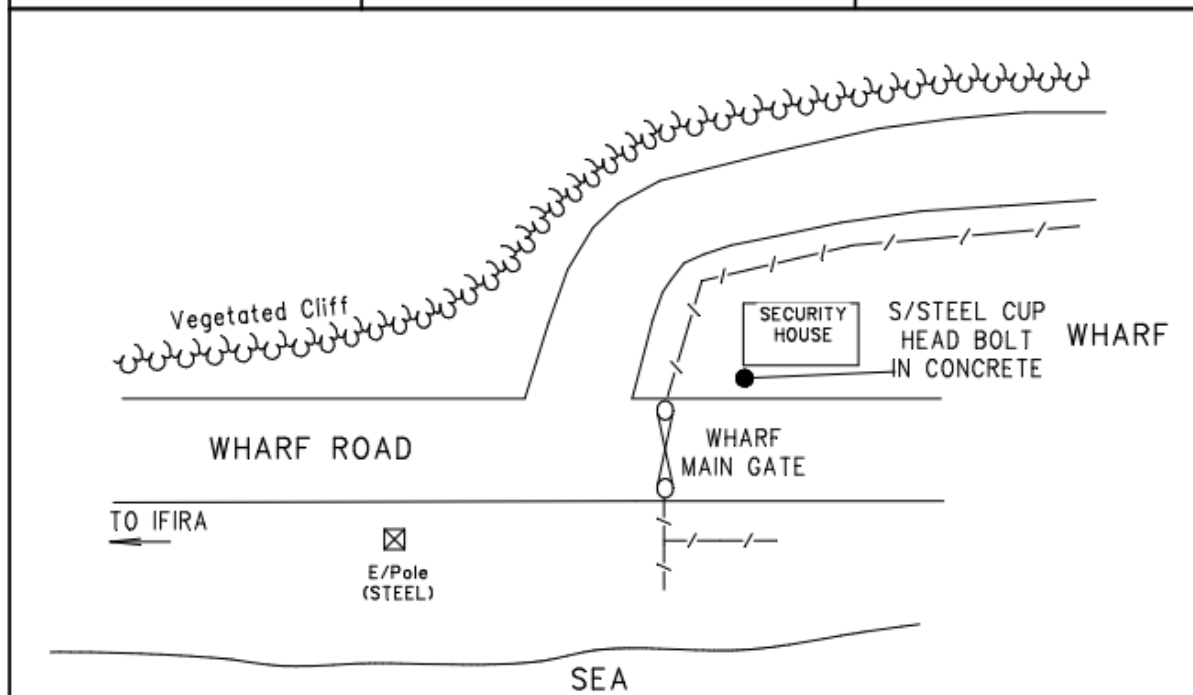 Vegetated Cliff
SECURITY
HOUSE
S/STEEL CUP
HEAD BOLT
IN CONCRETE
WHARF
WHARF ROAD
WHARF
MAIN GATE
TO IFIRA
E/Pole
(STEEL)
SEA